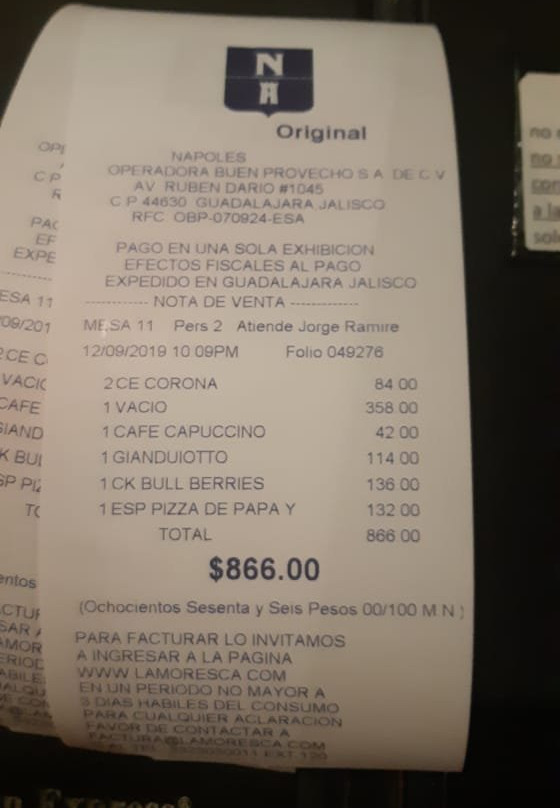 N
A
Original
NAPOLES
OPERADORA BUEN PROVECHO S A DE C V
AV RUBEN DARIO #1045
C P 44630 GUADALAJARA JALISCO
RFC OBP-070924-ESA
PAGO EN UNA SOLA EXHIBICION
EFECTOS FISCALES AL PAGO
EXPEDIDO EN GUADALAJARA JALISCO
------------ NOTA DE VENTA -------------
MESA 11 Pers 2 Atiende Jorge Ramire
12/09/2019 10:09PM Folio 049276
2 CE CORONA 84 00
1 VACIO 358 00
1 CAFE CAPUCCINO 42 00
1 GIANDUIOTTO 114 00
1 CK BULL BERRIES 136 00
1 ESP PIZZA DE PAPA Y 132 00
TOTAL 866 00
$866.00
(Ochocientos Sesenta y Seis Pesos 00/100 M N )
PARA FACTURAR LO INVITAMOS
A INGRESAR A LA PAGINA
WWW LAMORESCA COM
EN UN PERIODO NO MAYOR A
3 DIAS HABILES DEL CONSUMO
PARA CUALQUIER ACLARACION
FAVOR DE CONTACTAR A
FACTURA@LAMORESCA COM